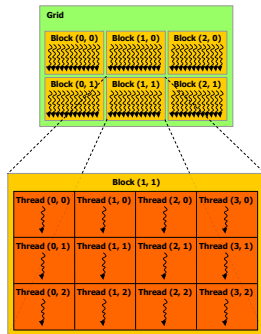 Grid
Block (0, 0) Block (1, 0) Block (2, 0)
Block (0, 1) Block (1, 1) Block (2, 1)
Block (1, 1)
Thread (0, 0) Thread (1, 0) Thread (2, 0) Thread (3, 0)
Thread (0, 1) Thread (1, 1) Thread (2, 1) Thread (3, 1)
Thread (0, 2) Thread (1, 2) Thread (2, 2) Thread (3, 2)